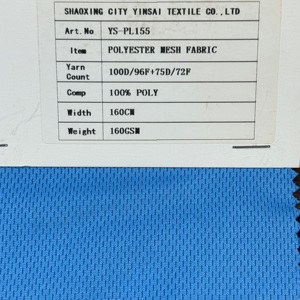 SHAOXING CITY YINSAI TEXTILE CO.,LTD
Art.No YS-PL155
Item POLYESTER MESH FABRIC
Yarn Count 100D/96F+75D/72F
Comp 100% POLY
Width 160CM
Weight 160GSM